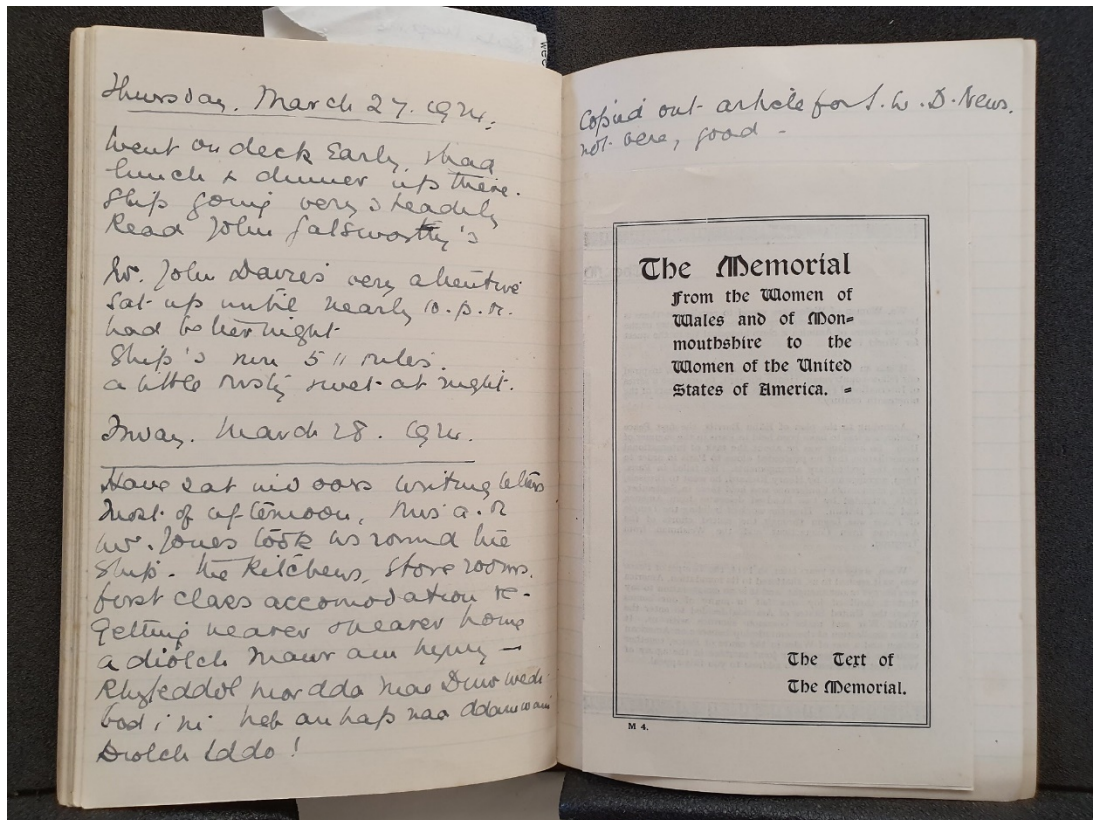 Thursday. March 27. 1924.
Went on deck Early, & had
lunch & dinner up there.
Ship going very steadily
Read John Galsworthy's
Mr. John Davies very attentive
Sat up until nearly 10. p.m.
had better night
Ship's run 511 miles.
a little misty & wet at night.
Friday. March 28. 1924.
Have sat indoors writing letters
most of afternoon, this a.m
Mr. Jones took us round the
Ship. The Kitchens, Store rooms,
first class accomodation &c -
Getting nearer & nearer home
a diolch mawr am hynny -
Rhyfeddol mor dda mae Duw wedi
bod i ni heb anhap na ddamwain
Diolch Iddo!
Copied out article for S. W. D. News.
not very, good -
The Memorial
From the Women of
Wales and of Mon=
mouthshire to the
Women of the United
States of America. =
The Text of
The Memorial.
M 4.